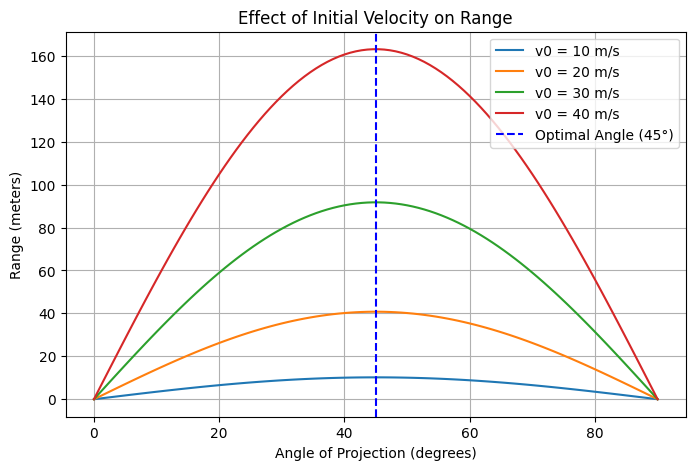 Effect of Initial Velocity on Range
v0 = 10 m/s
v0 = 20 m/s
v0 = 30 m/s
v0 = 40 m/s
Optimal Angle (45°)
Range (meters)
160
140
120
100
80
60
40
20
0
0 20 40 60 80
Angle of Projection (degrees)